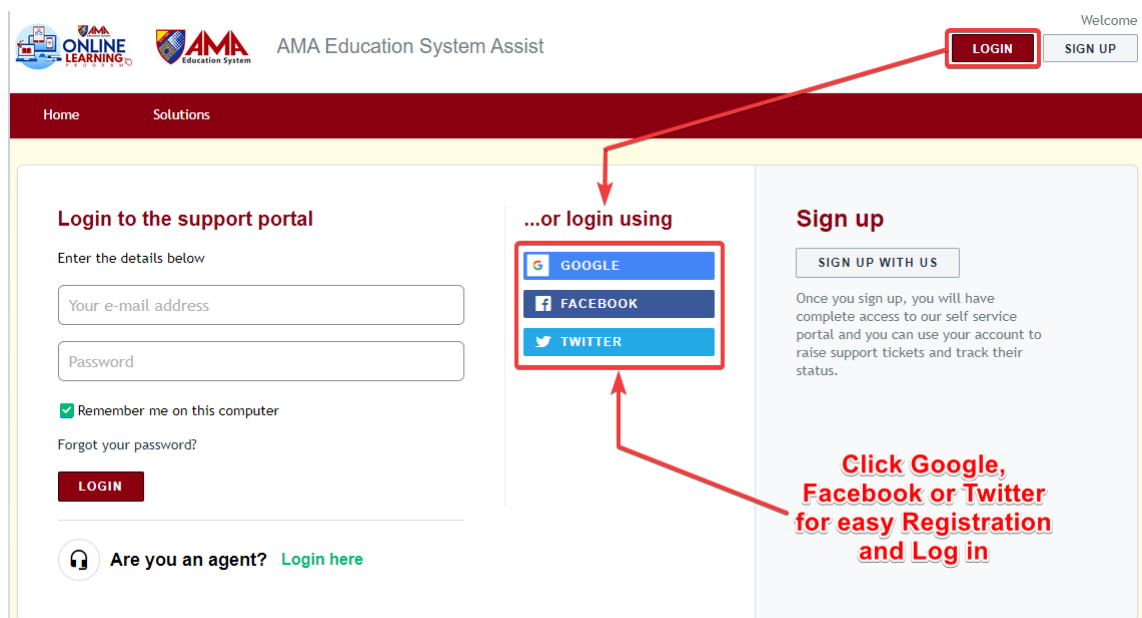 Welcome
AMA
ONLINE
LEARNING
PROGRAM
AMA
Education System
AMA Education System Assist
LOGIN
SIGN UP
Home
Solutions
Login to the support portal
Enter the details below
Your e-mail address
Password
Remember me on this computer
Forgot your password?
LOGIN
Are you an agent? Login here
...or login using
G GOOGLE
f FACEBOOK
TWITTER
Sign up
SIGN UP WITH US
Once you sign up, you will have
complete access to our self service
portal and you can use your account to
raise support tickets and track their
status.
Click Google,
Facebook or Twitter
for easy Registration
and Log in